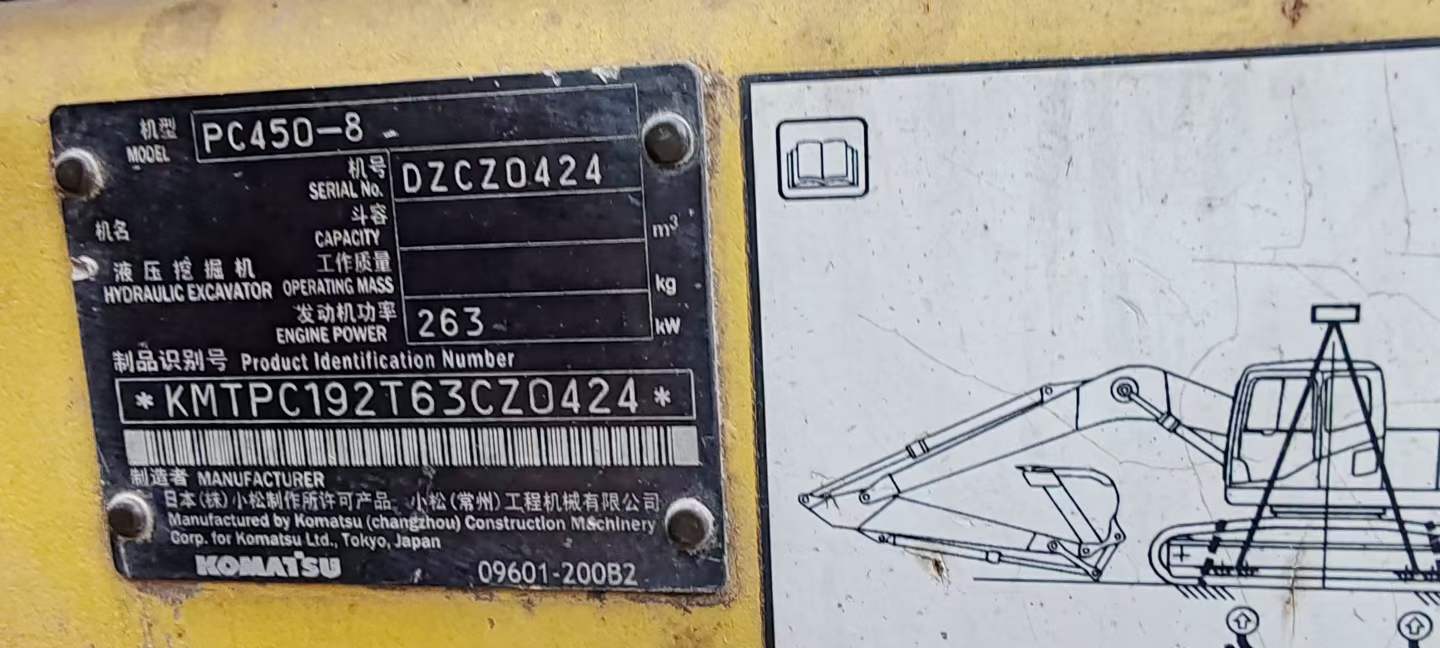 机型 PC450-8
MODEL
机号 DZCZ0424
SERIAL No.
斗容
CAPACITY m³
机名
液压挖掘机 工作质量
HYDRAULIC EXCAVATOR OPERATING MASS kg
发动机功率 263
ENGINE POWER kW
制品识别号 Product Identification Number
*KMTPC192T63CZ0424*
制造者 MANUFACTURER
日本(株)小松制作所许可产品 小松(常州)工程机械有限公司
Manufactured by Komatsu (changzhou) Construction Machinery
Corp. for Komatsu Ltd., Tokyo, Japan
KOMATSU 09601-200B2